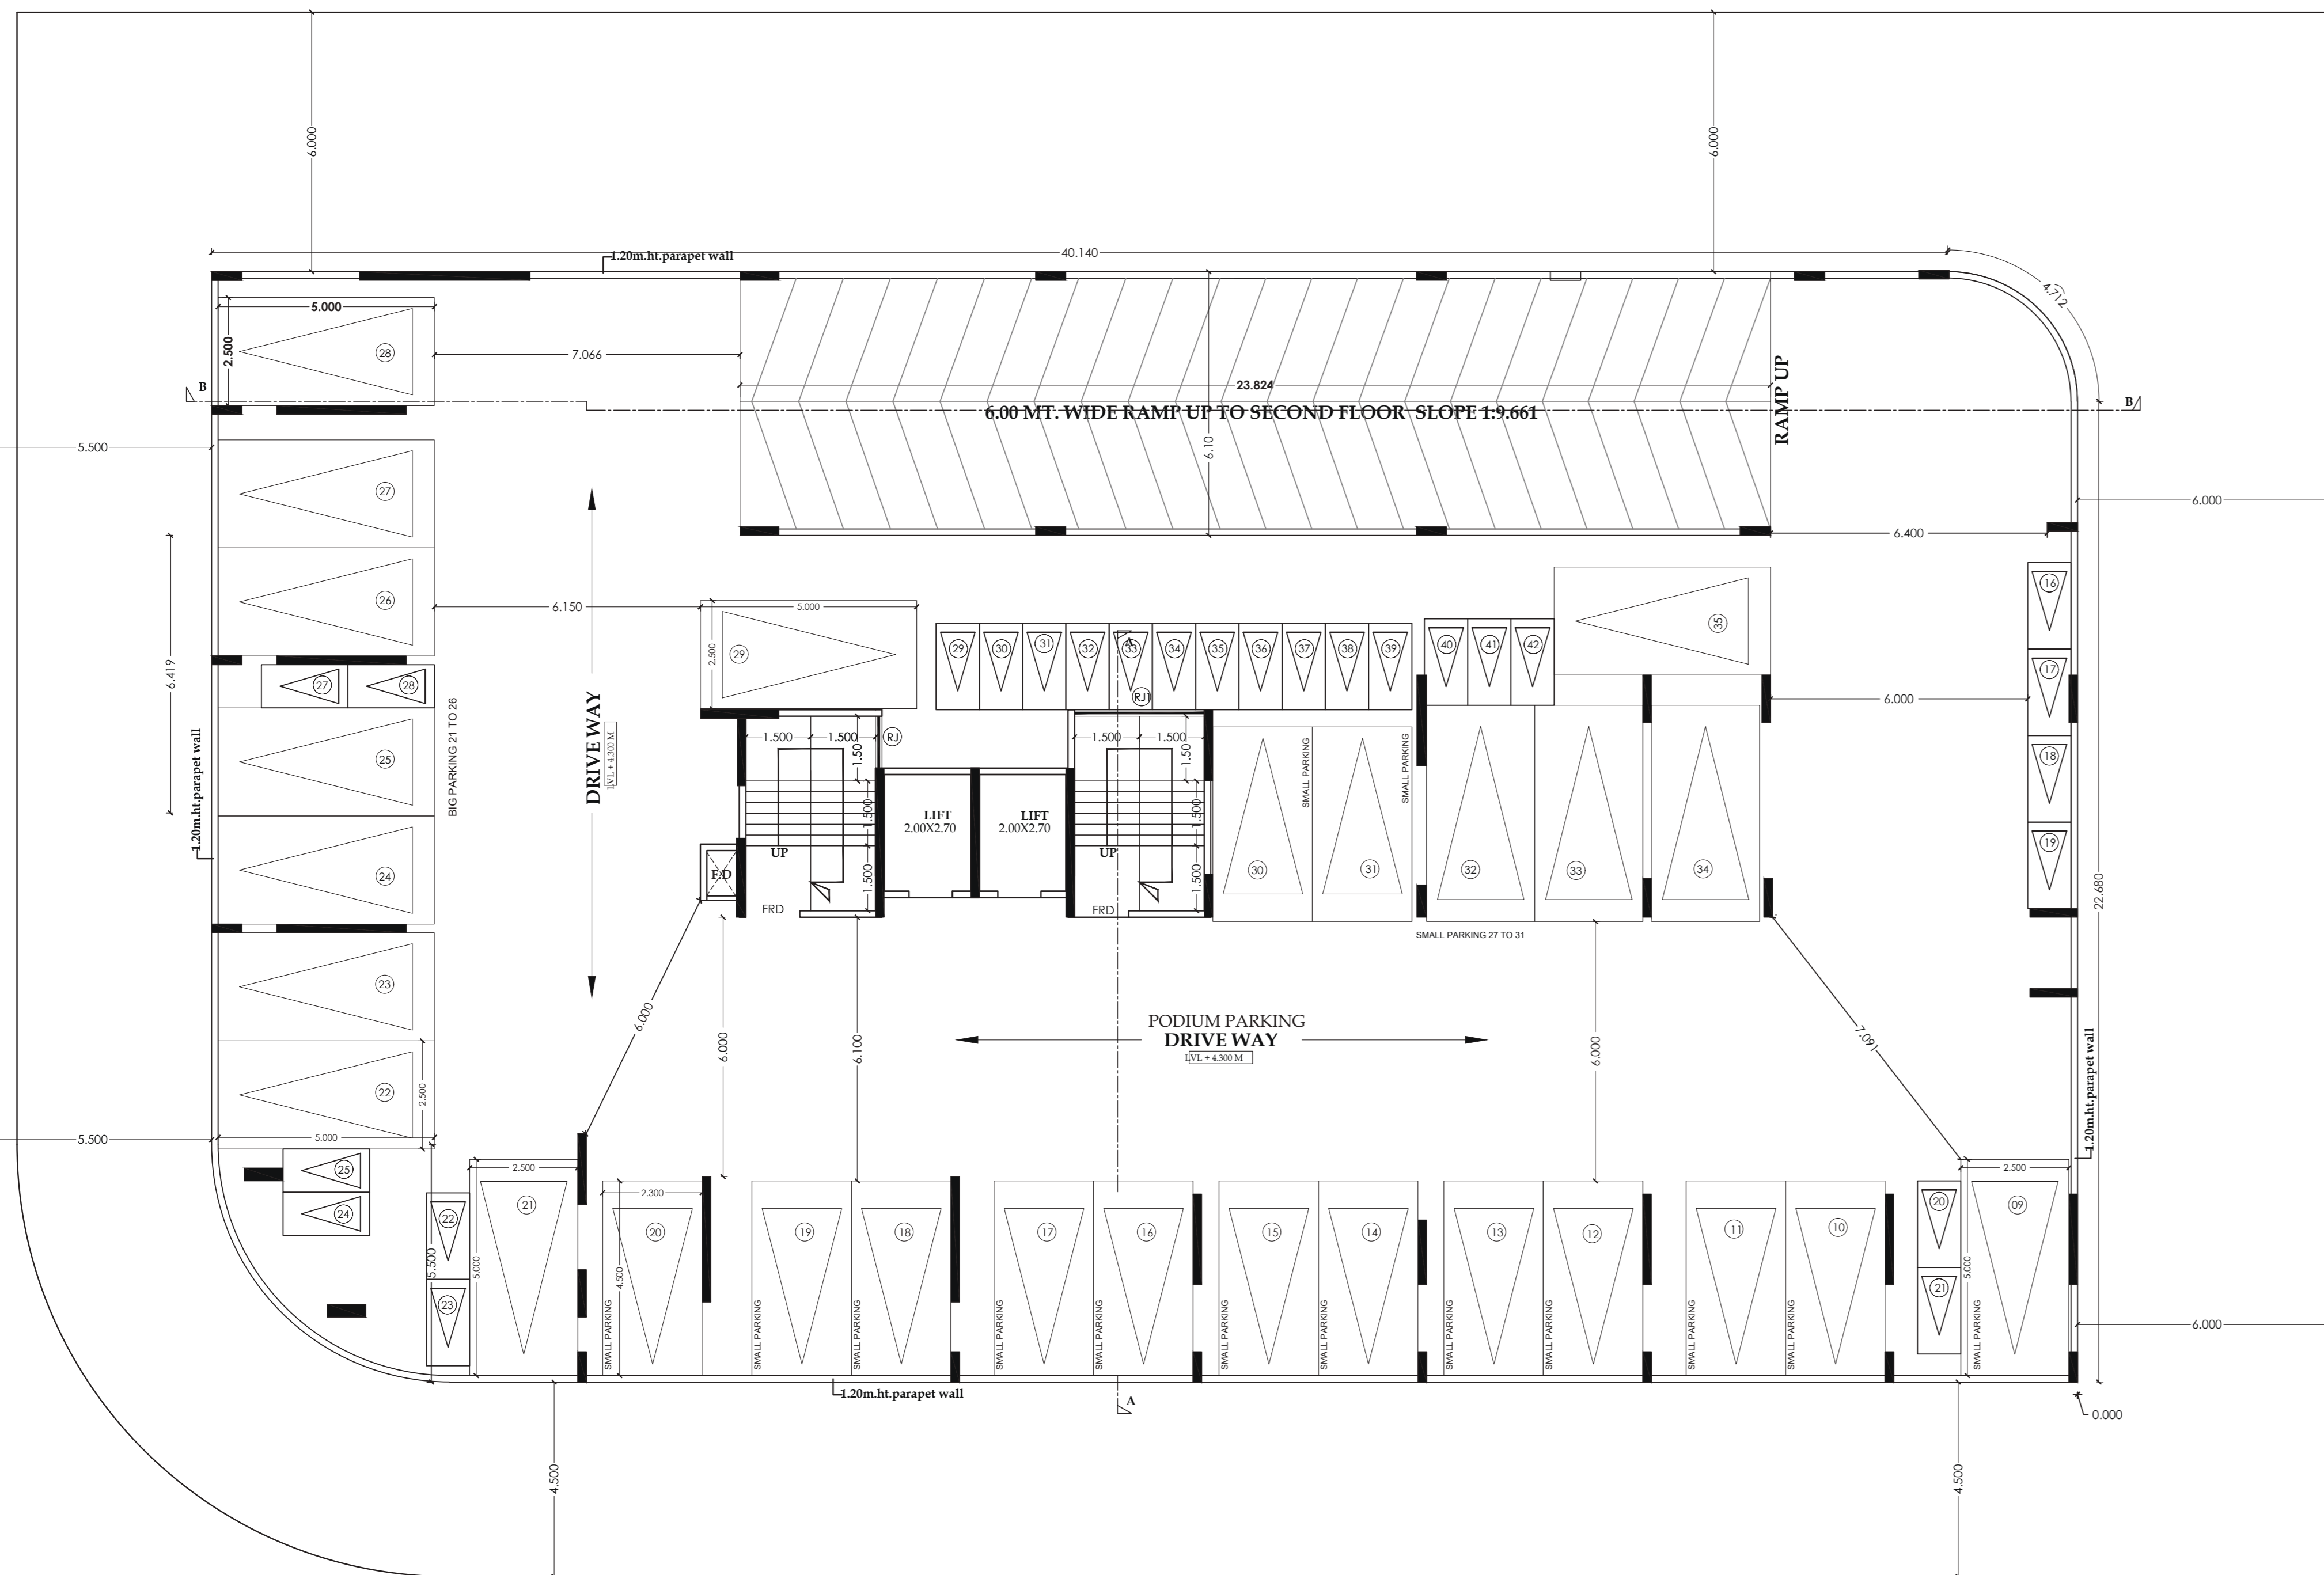 6.000
6.000
40.140
1.20m.ht.parapet wall
4.712
5.000
2.500
28
7.066
23.824
RAMP UP
B
B
6.00 MT. WIDE RAMP UP TO SECOND FLOOR SLOPE 1:9.661
6.10
5.500
27
6.000
6.400
26
6.150
5.000
2.500
29
29
30
31
32
33
A
34
35
36
37
38
39
40
41
42
35
16
17
18
19
6.419
27
28
RJ1
6.000
DRIVE WAY
LVL + 4.300 M
1.500
1.500
1.50
RJ
1.500
1.500
1.50
SMALL PARKING
SMALL PARKING
BIG PARKING 21 TO 26
25
1.20m.ht.parapet wall
LIFT
2.00X2.70
LIFT
2.00X2.70
1.500
1.500
UP
UP
F.D
24
1.500
1.500
30
31
32
33
34
22.680
FRD
FRD
SMALL PARKING 27 TO 31
23
6.000
6.000
6.100
PODIUM PARKING
DRIVE WAY
LVL + 4.300 M
6.000
7.091
1.20m.ht.parapet wall
22
2.500
5.000
5.500
25
24
22
23
5.500
2.500
21
5.000
2.300
20
4.500
SMALL PARKING
19
SMALL PARKING
18
SMALL PARKING
17
SMALL PARKING
16
SMALL PARKING
15
SMALL PARKING
14
SMALL PARKING
13
SMALL PARKING
12
SMALL PARKING
11
SMALL PARKING
10
SMALL PARKING
20
21
2.500
09
5.000
SMALL PARKING
6.000
1.20m.ht.parapet wall
A
0.000
4.500
4.500